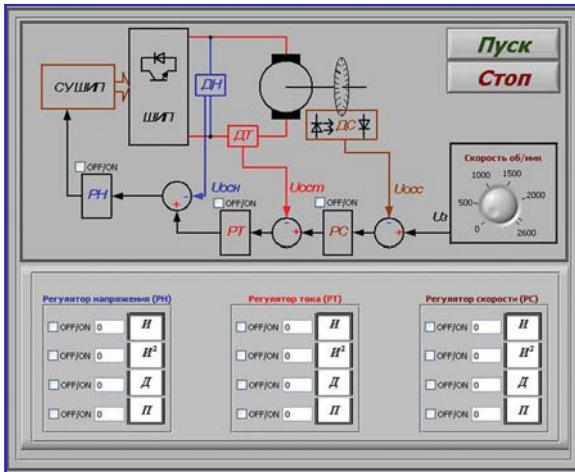 Пуск
Стоп
СУШИП
ШИП
ДН
ДТ
ДС
OFF/ON
РН
Uосн
Uост
Uосс
OFF/ON
РТ
OFF/ON
РС
Uз
Скорость об/мин
0
500
1000
1500
2000
2600
Регулятор напряжения (РН)
OFF/ON 0 И
OFF/ON 0 И²
OFF/ON 0 Д
OFF/ON 0 П
Регулятор тока (РТ)
OFF/ON 0 И
OFF/ON 0 И²
OFF/ON 0 Д
OFF/ON 0 П
Регулятор скорости (РС)
OFF/ON 0 И
OFF/ON 0 И²
OFF/ON 0 Д
OFF/ON 0 П